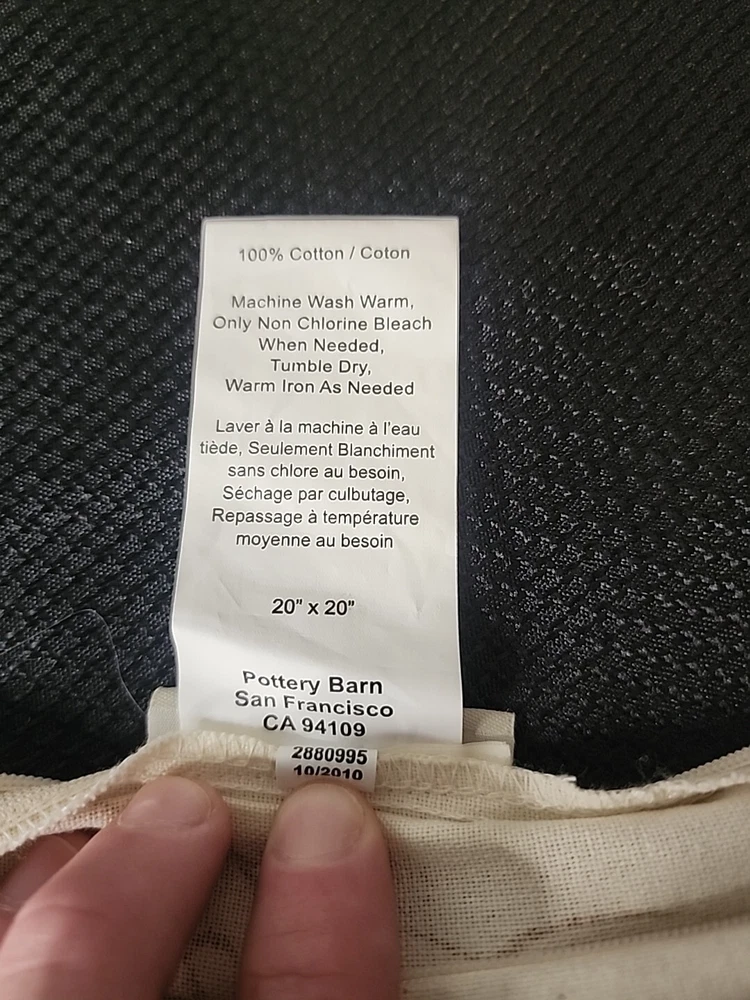 100% Cotton / Coton
Machine Wash Warm,
Only Non Chlorine Bleach
When Needed,
Tumble Dry,
Warm Iron As Needed
Laver à la machine à l'eau
tiède, Seulement Blanchiment
sans chlore au besoin,
Séchage par culbutage,
Repassage à température
moyenne au besoin
20" x 20"
Pottery Barn
San Francisco
CA 94109
2880995
10/2010